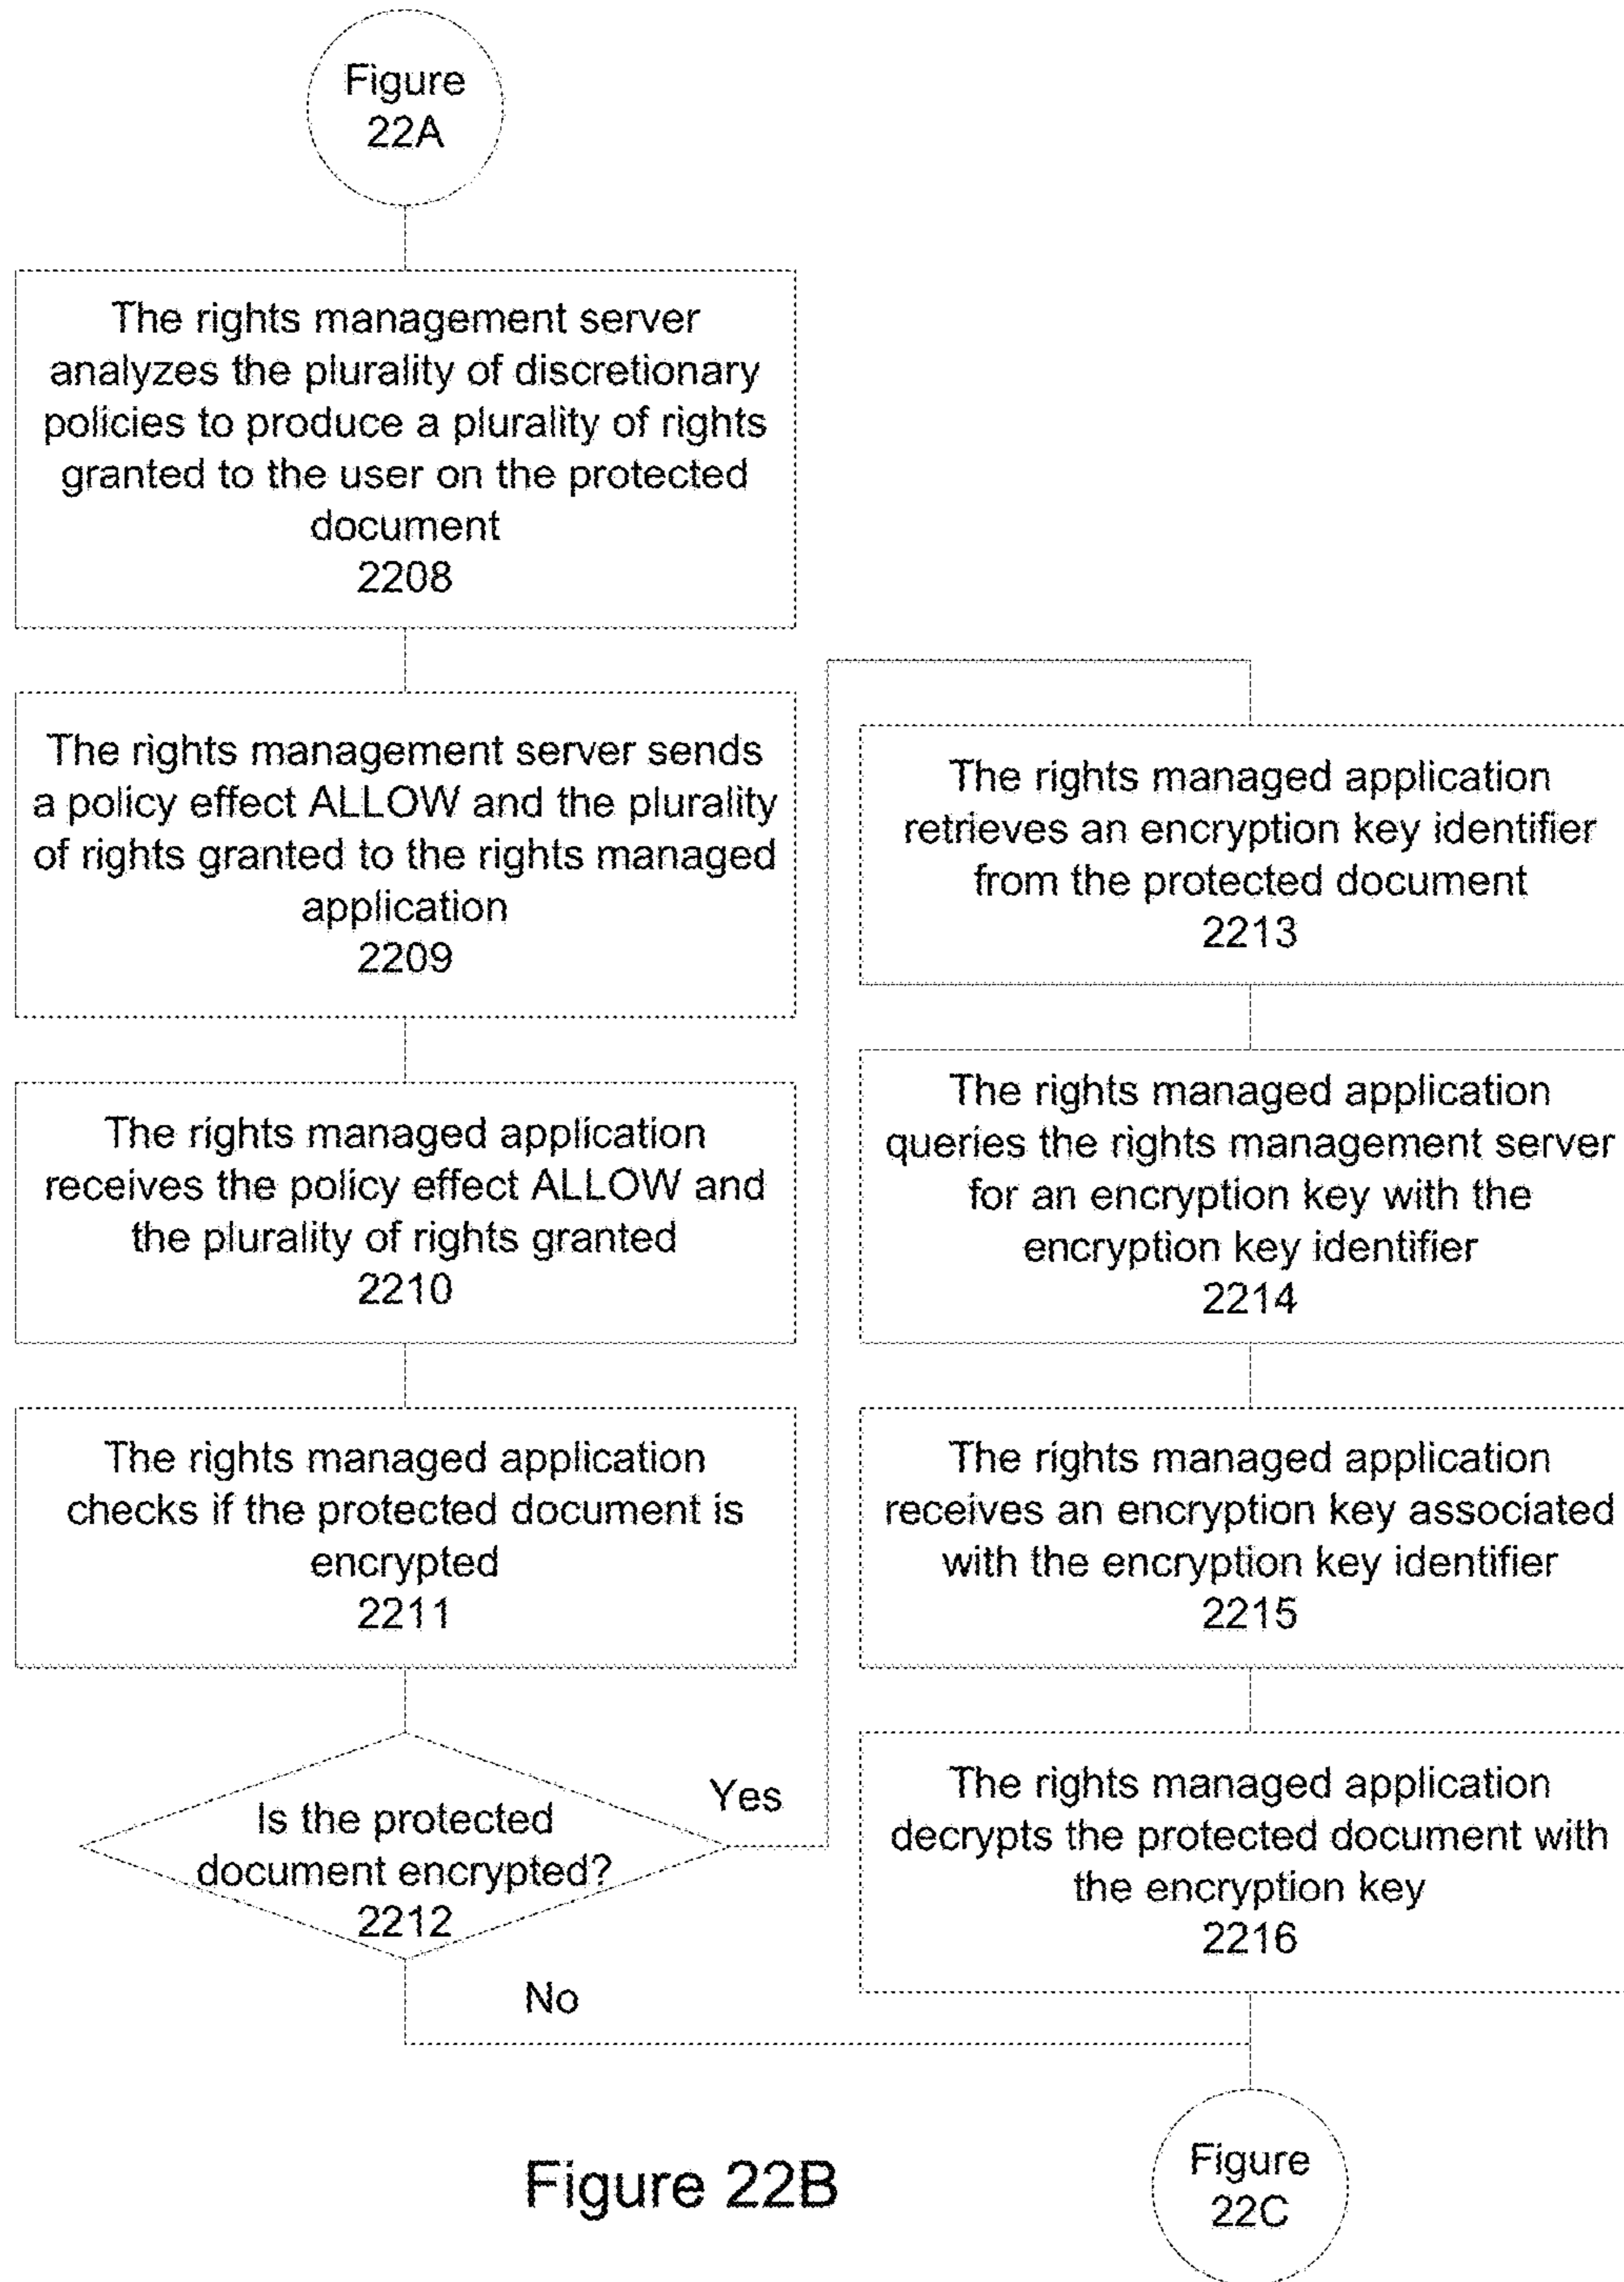 Figure
22A
The rights management server
analyzes the plurality of discretionary
policies to produce a plurality of rights
granted to the user on the protected
document
2208
The rights management server sends
a policy effect ALLOW and the plurality
of rights granted to the rights managed
application
2209
The rights managed application
receives the policy effect ALLOW and
the plurality of rights granted
2210
The rights managed application
checks if the protected document is
encrypted
2211
Is the protected
document encrypted?
2212
Yes
No
The rights managed application
retrieves an encryption key identifier
from the protected document
2213
The rights managed application
queries the rights management server
for an encryption key with the
encryption key identifier
2214
The rights managed application
receives an encryption key associated
with the encryption key identifier
2215
The rights managed application
decrypts the protected document with
the encryption key
2216
Figure
22C
Figure 22B